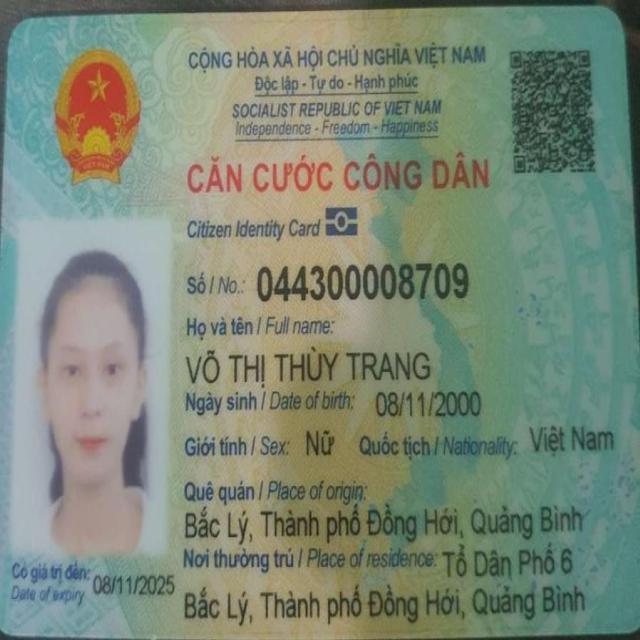 CỘNG HÒA XÃ HỘI CHỦ NGHĨA VIỆT NAM
Độc lập - Tự do - Hạnh phúc
SOCIALIST REPUBLIC OF VIET NAM
Independence - Freedom - Happiness
CĂN CƯỚC CÔNG DÂN
Citizen Identity Card
Số / No.: 044300008709
Họ và tên / Full name:
VÕ THỊ THÙY TRANG
Ngày sinh / Date of birth: 08/11/2000
Giới tính / Sex: Nữ Quốc tịch / Nationality: Việt Nam
Quê quán / Place of origin:
Bắc Lý, Thành phố Đồng Hới, Quảng Bình
Nơi thường trú / Place of residence: Tổ Dân Phố 6
Bắc Lý, Thành phố Đồng Hới, Quảng Bình
Có giá trị đến: 08/11/2025
Date of expiry